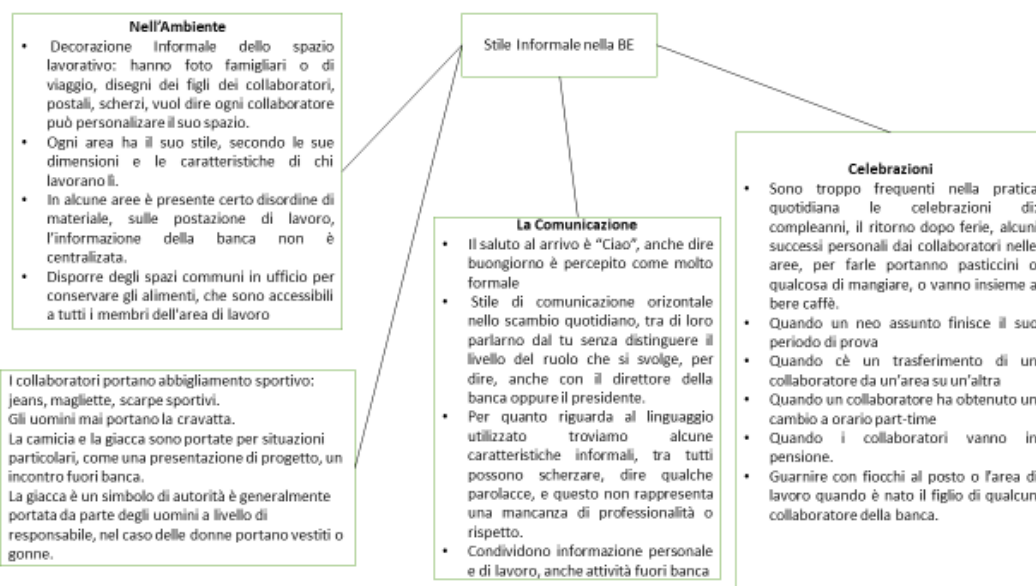 Stile Informale nella BE
Nell'Ambiente
• Decorazione Informale dello spazio
lavorativo: hanno foto famigliari o di
viaggio, disegni dei figli dei collaboratori,
postali, scherzi, vuol dire ogni collaboratore
può personalizare il suo spazio.
• Ogni area ha il suo stile, secondo le sue
dimensioni e le caratteristiche di chi
lavorano lì.
• In alcune aree è presente certo disordine di
materiale, sulle postazione di lavoro,
l'informazione della banca non è
centralizata.
• Disporre degli spazi communi in ufficio per
conservare gli alimenti, che sono accessibili
a tutti i membri dell'area di lavoro
I collaboratori portano abbigliamento sportivo:
jeans, magliette, scarpe sportivi.
Gli uomini mai portano la cravatta.
La camicia e la giacca sono portate per situazioni
particolari, come una presentazione di progetto, un
incontro fuori banca.
La giacca è un simbolo di autorità è generalmente
portata da parte degli uomini a livello di
responsabile, nel caso delle donne portano vestiti o
gonne.
La Comunicazione
• Il saluto al arrivo è "Ciao", anche dire
buongiorno è percepito come molto
formale
• Stile di comunicazione orizontale
nello scambio quotidiano, tra di loro
parlarno dal tu senza distinguere il
livello del ruolo che si svolge, per
dire, anche con il direttore della
banca oppure il presidente.
• Per quanto riguarda al linguaggio
utilizzato troviamo alcune
caratteristiche informali, tra tutti
possono scherzare, dire qualche
parolacce, e questo non rappresenta
una mancanza di professionalità o
rispetto.
• Condividono informazione personale
e di lavoro, anche attività fuori banca
Celebrazioni
• Sono troppo frequenti nella pratica
quotidiana le celebrazioni di:
compleanni, il ritorno dopo ferie, alcuni
successi personali dai collaboratori nelle
aree, per farle portanno pasticcini o
qualcosa di mangiare, o vanno insieme a
bere caffè.
• Quando un neo assunto finisce il suo
periodo di prova
• Quando cè un trasferimento di un
collaboratore da un'area su un'altra
• Quando un collaboratore ha obtenuto un
cambio a orario part-time
• Quando i collaboratori vanno in
pensione.
• Guarnire con fiocchi al posto o l'area di
lavoro quando è nato il figlio di qualcun
collaboratore della banca.